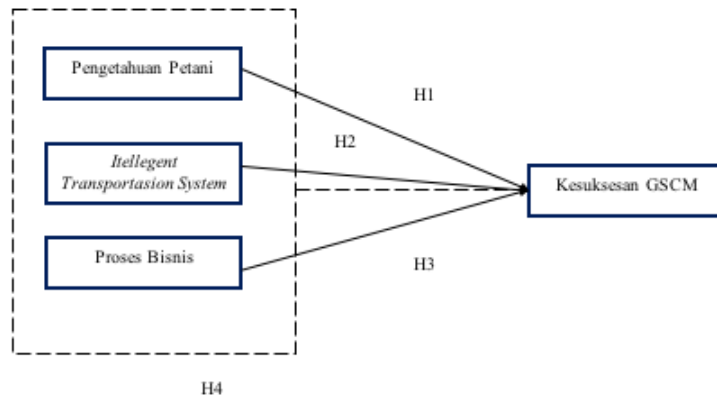 Pengetahuan Petani
H1
H2
Itellegent
Transportasion System
Kesuksesan GSCM
Proses Bisnis
H3
H4